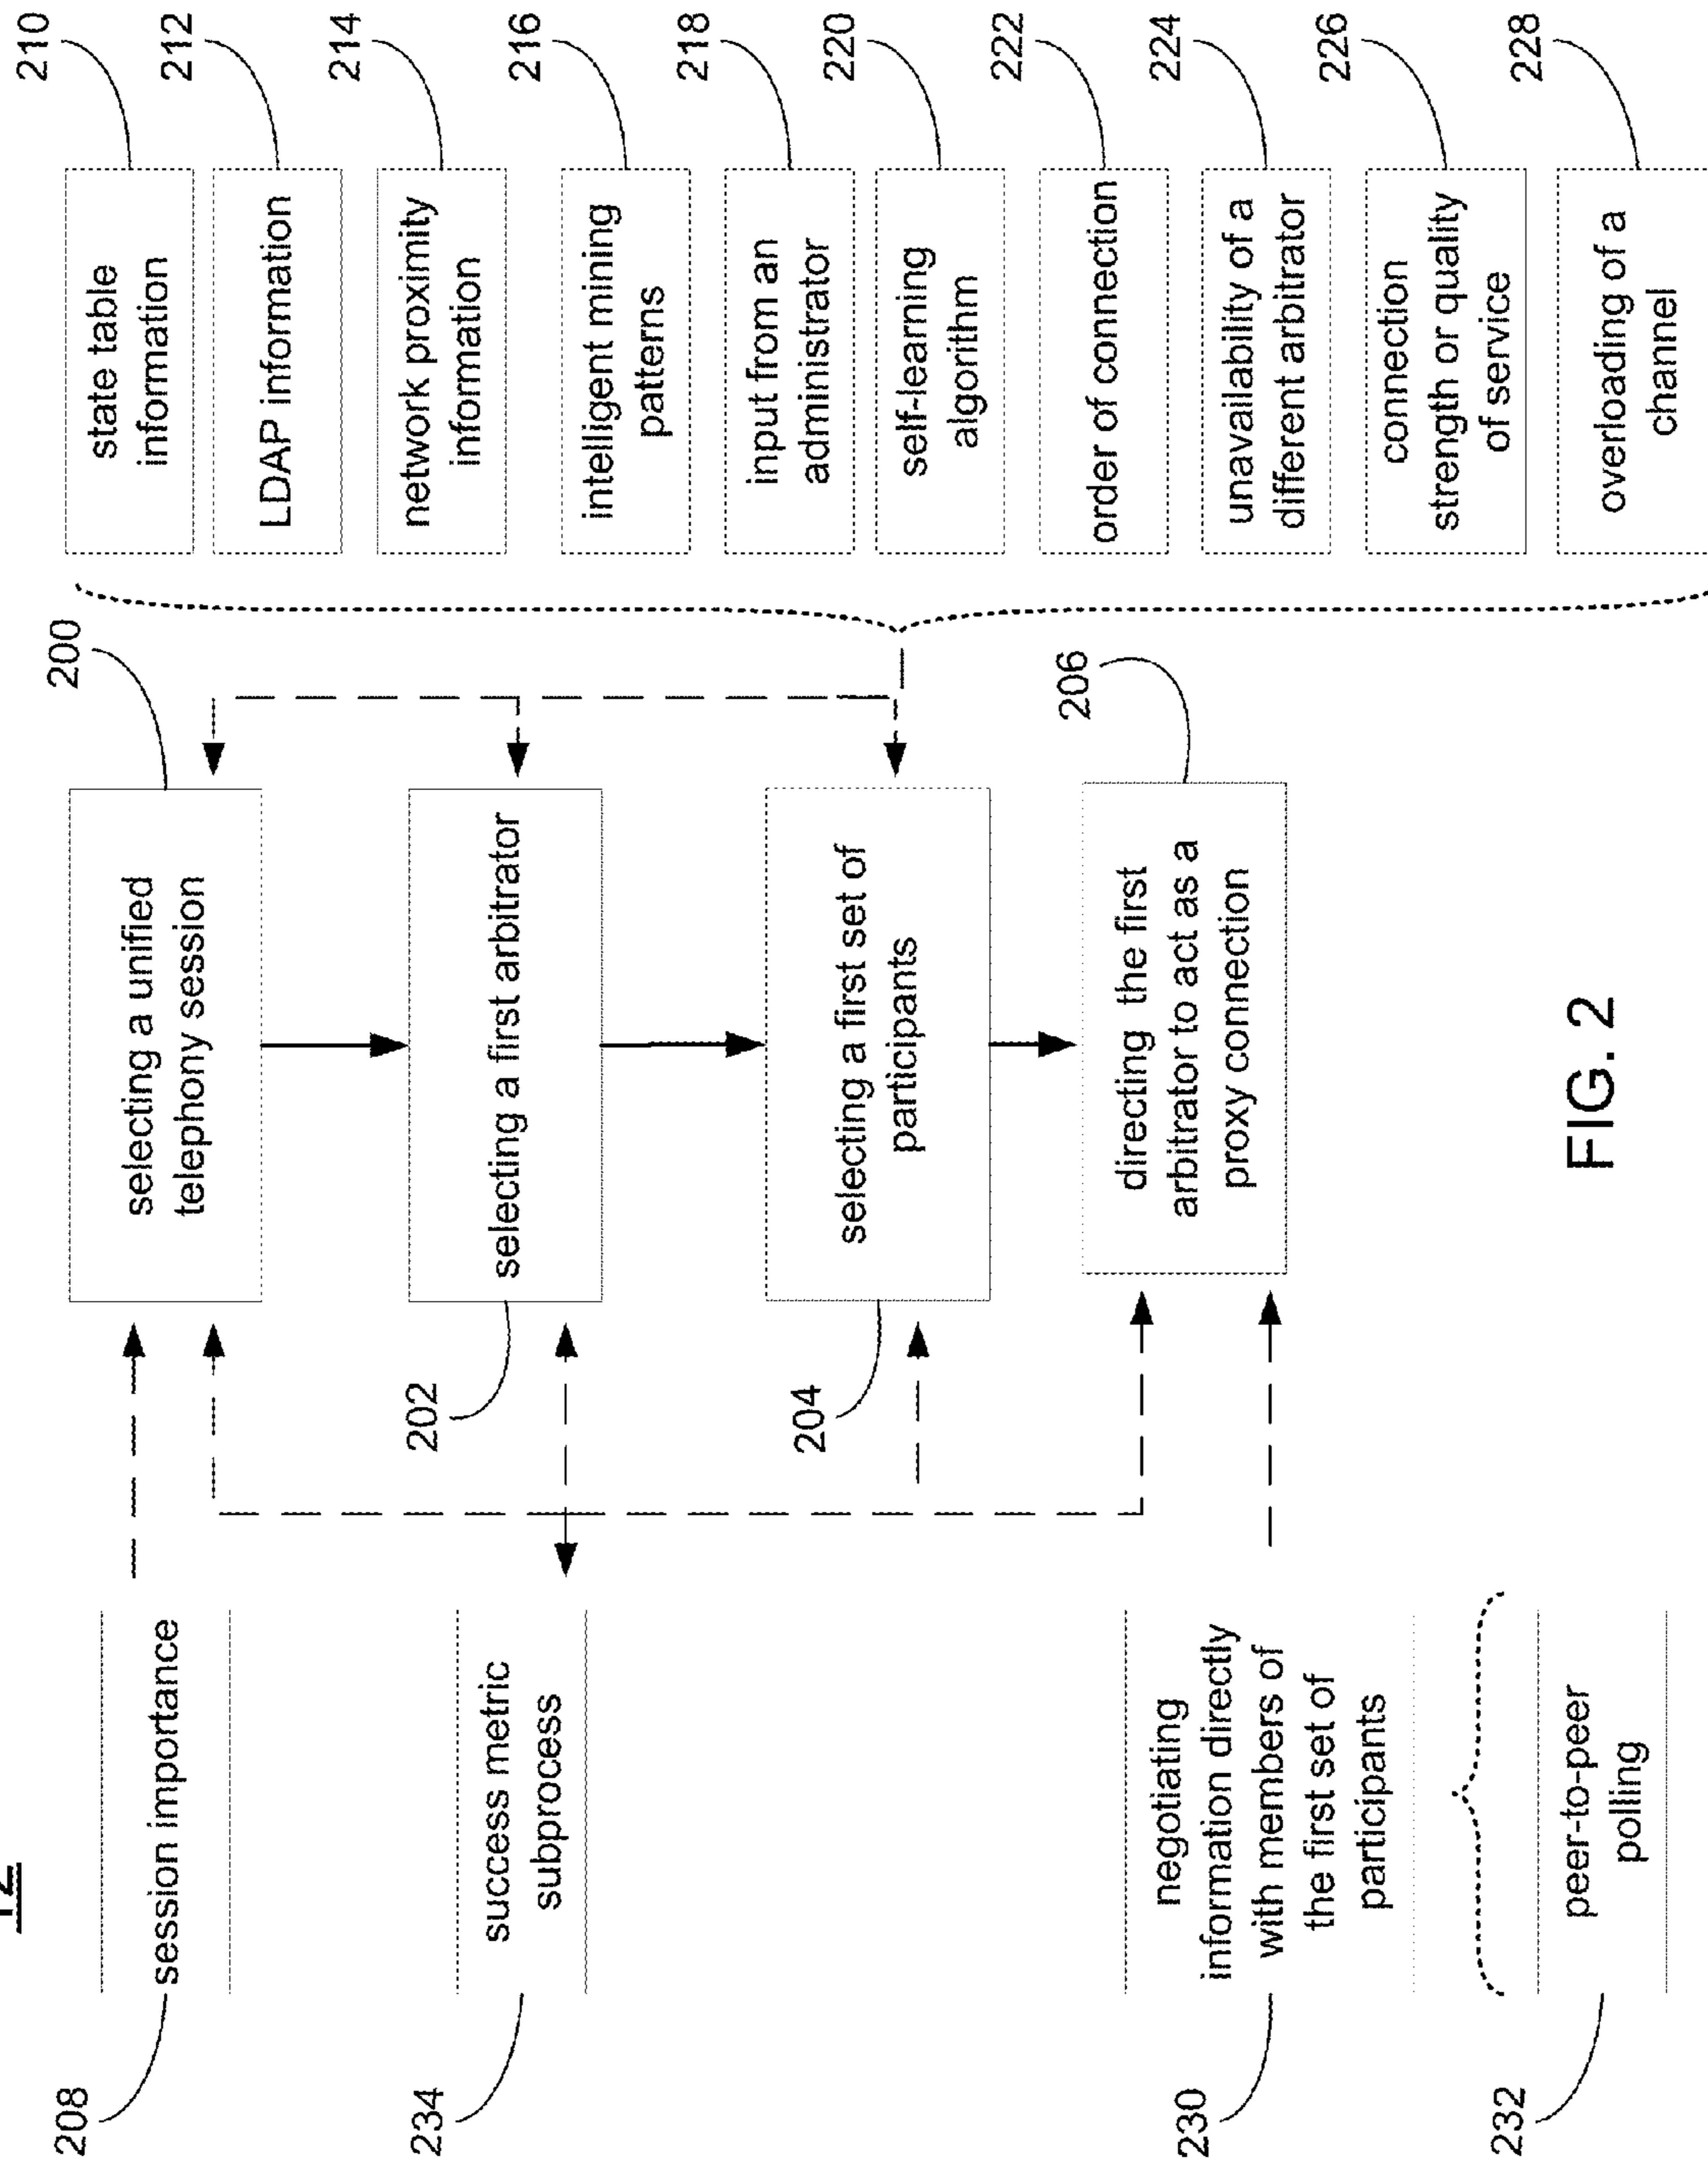 208
session importance
234
success metric
subprocess
230
negotiating
information directly
with members of
the first set of
participants
232
peer-to-peer
polling
200
selecting a unified
telephony session
202
selecting a first arbitrator
204
selecting a first set of
participants
206
directing the first
arbitrator to act as a
proxy connection
210
state table
information
212
LDAP information
214
network proximity
information
216
intelligent mining
patterns
218
input from an
administrator
220
self-learning
algorithm
222
order of connection
224
unavailability of a
different arbitrator
226
connection
strength or quality
of service
228
overloading of a
channel
FIG. 2